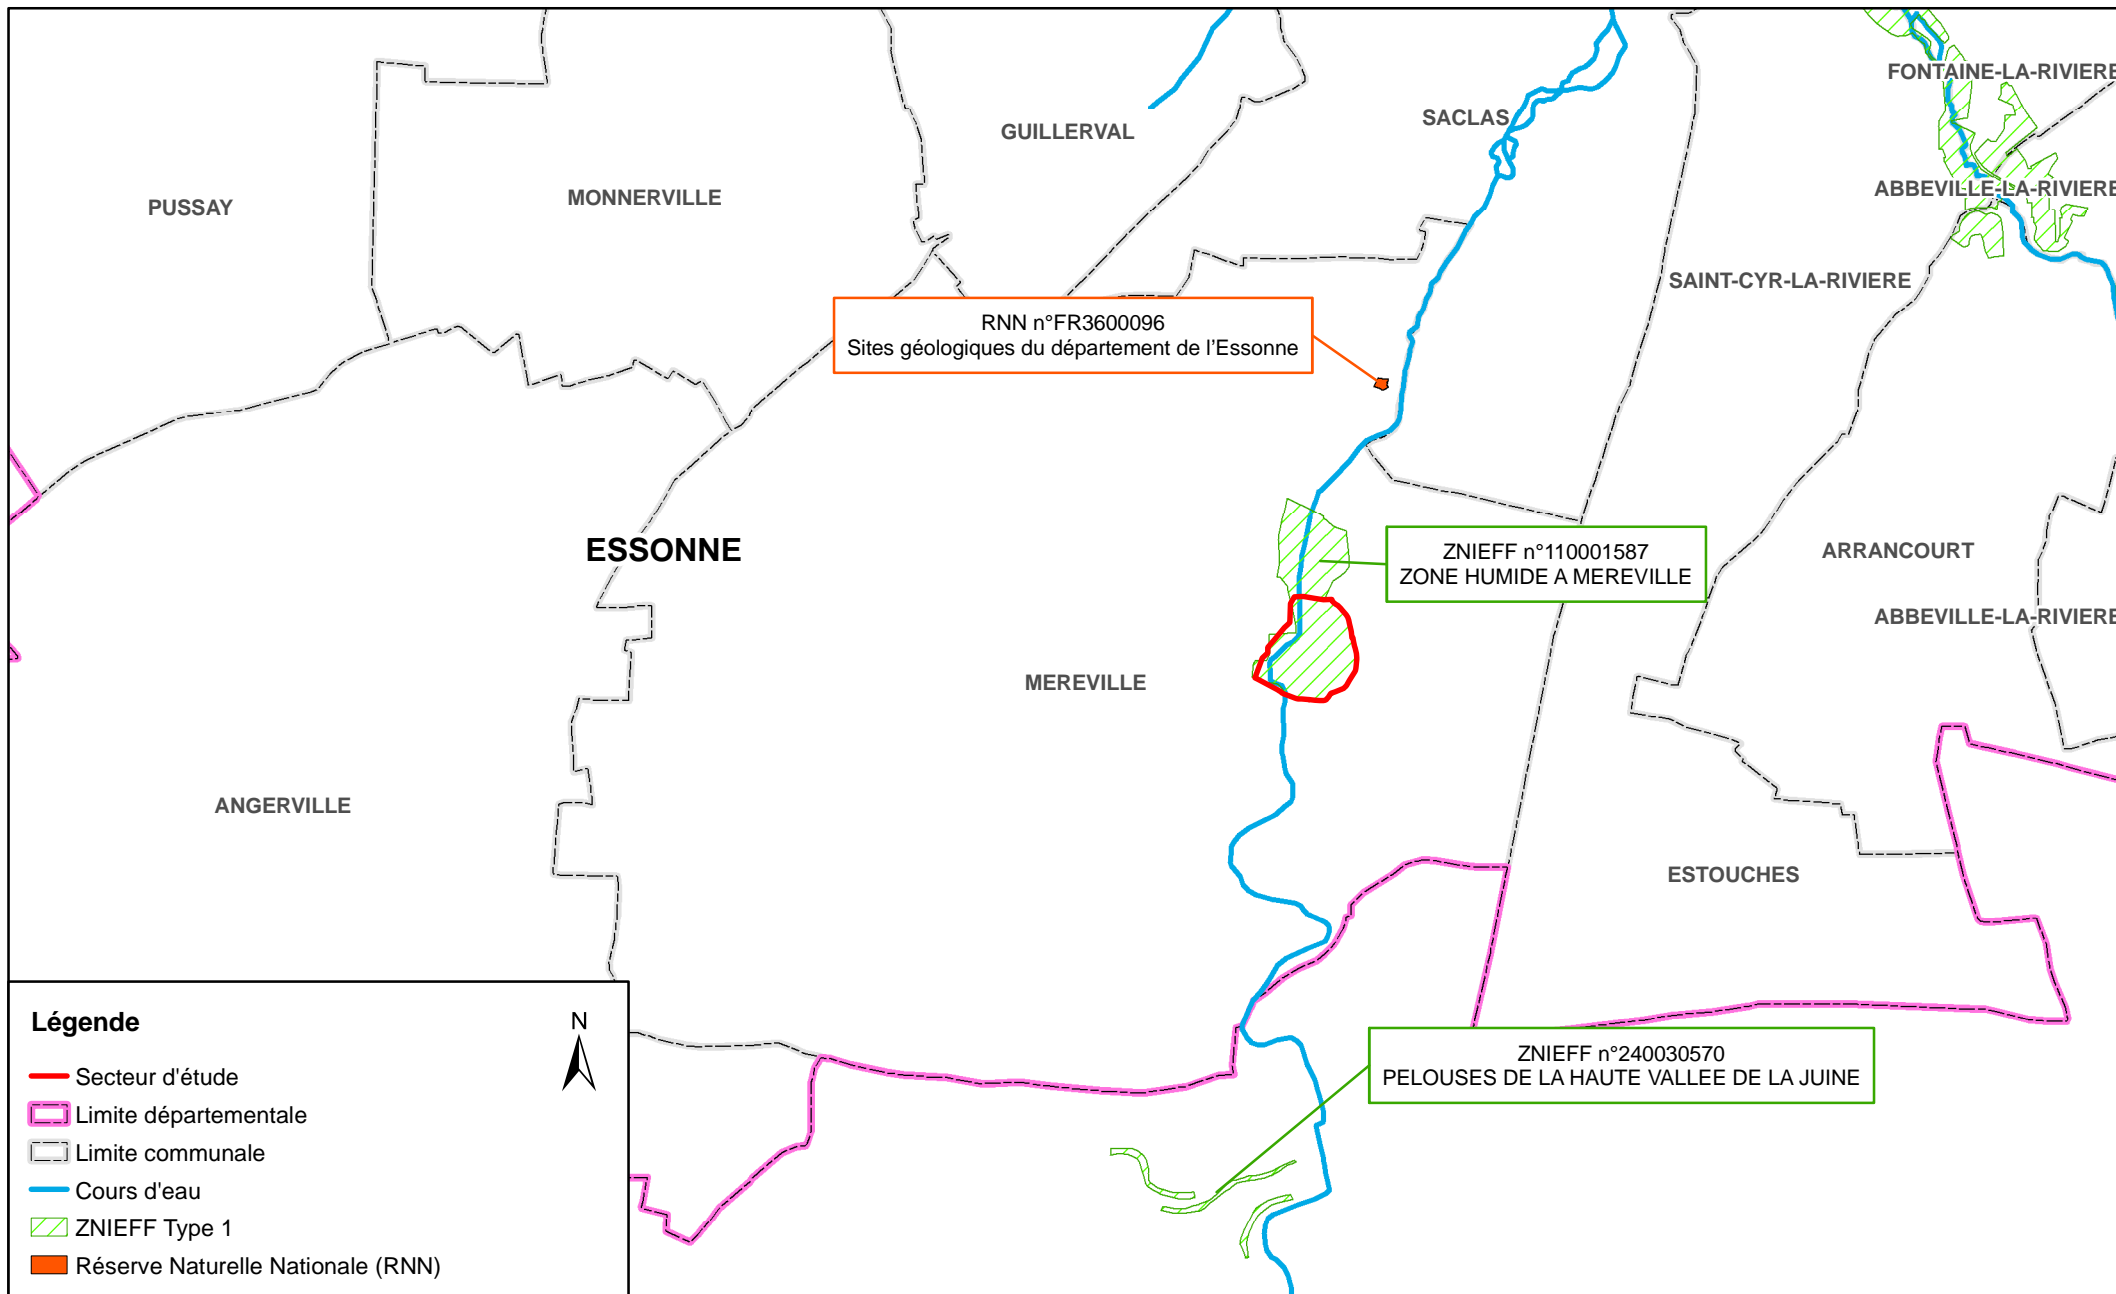 FONTAINE-LA-RIVIERE
SACLAS
GUILLERVAL
ABBEVILLE-LA-RIVIERE
MONNERVILLE
PUSSAY
SAINT-CYR-LA-RIVIERE
RNN n°FR3600096
Sites géologiques du département de l'Essonne
ESSONNE
ZNIEFF n°110001587
ZONE HUMIDE A MEREVILLE
ARRANCOURT
ABBEVILLE-LA-RIVIERE
MEREVILLE
ANGERVILLE
ESTOUCHES
ZNIEFF n°240030570
PELOUSES DE LA HAUTE VALLEE DE LA JUINE
Légende
N
Secteur d'étude
Limite départementale
Limite communale
Cours d'eau
ZNIEFF Type 1
Réserve Naturelle Nationale (RNN)